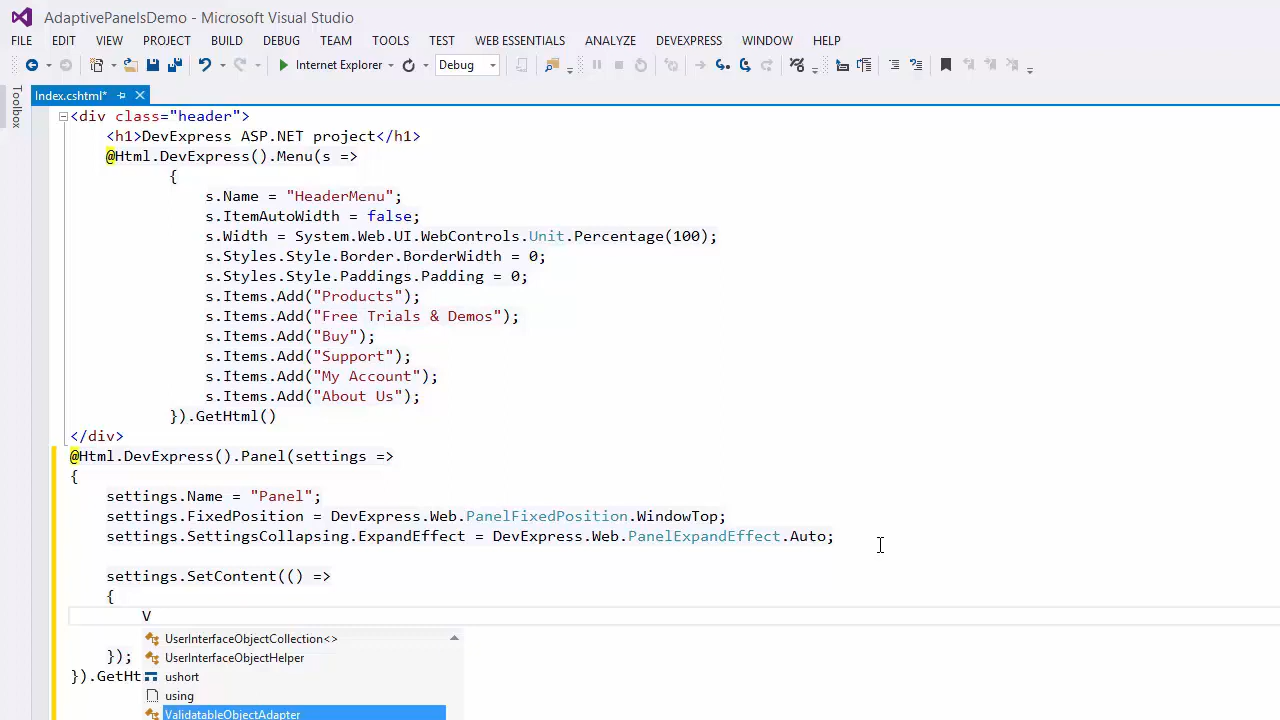 AdaptivePanelsDemo - Microsoft Visual Studio
FILE EDIT VIEW PROJECT BUILD DEBUG TEAM TOOLS TEST WEB ESSENTIALS ANALYZE DEVEXPRESS WINDOW HELP
Internet Explorer Debug
Toolbox
Index.cshtml*
<div class="header">
<h1>DevExpress ASP.NET project</h1>
@Html.DevExpress().Menu(s =>
{
s.Name = "HeaderMenu";
s.ItemAutoWidth = false;
s.Width = System.Web.UI.WebControls.Unit.Percentage(100);
s.Styles.Style.Border.BorderWidth = 0;
s.Styles.Style.Paddings.Padding = 0;
s.Items.Add("Products");
s.Items.Add("Free Trials & Demos");
s.Items.Add("Buy");
s.Items.Add("Support");
s.Items.Add("My Account");
s.Items.Add("About Us");
}).GetHtml()
</div>
@Html.DevExpress().Panel(settings =>
{
settings.Name = "Panel";
settings.FixedPosition = DevExpress.Web.PanelFixedPosition.WindowTop;
settings.SettingsCollapsing.ExpandEffect = DevExpress.Web.PanelExpandEffect.Auto;
settings.SetContent(() =>
{
V
UserInterfaceObjectCollection<>
});
UserInterfaceObjectHelper
}).GetHt
ushort
using
ValidatableObjectAdapter